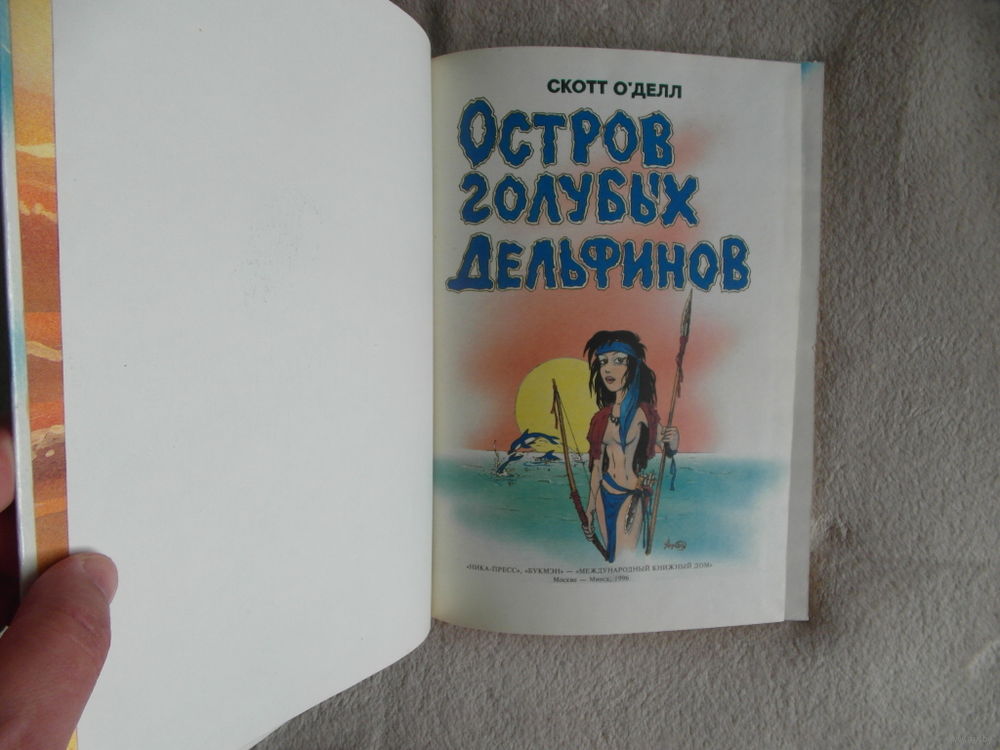 СКОТТ О'ДЕЛЛ
ОСТРОВ
ГОЛУБЫХ
ДЕЛЬФИНОВ
«НИКА-ПРЕСС», «БУКМЭН» — «МЕЖДУНАРОДНЫЙ КНИЖНЫЙ ДОМ»
Москва — Минск, 1996